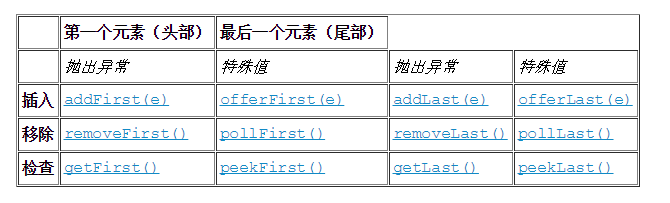 第一个元素（头部） 最后一个元素（尾部）
抛出异常 特殊值 抛出异常 特殊值
插入 addFirst(e) offerFirst(e) addLast(e) offerLast(e)
移除 removeFirst() pollFirst() removeLast() pollLast()
检查 getFirst() peekFirst() getLast() peekLast()